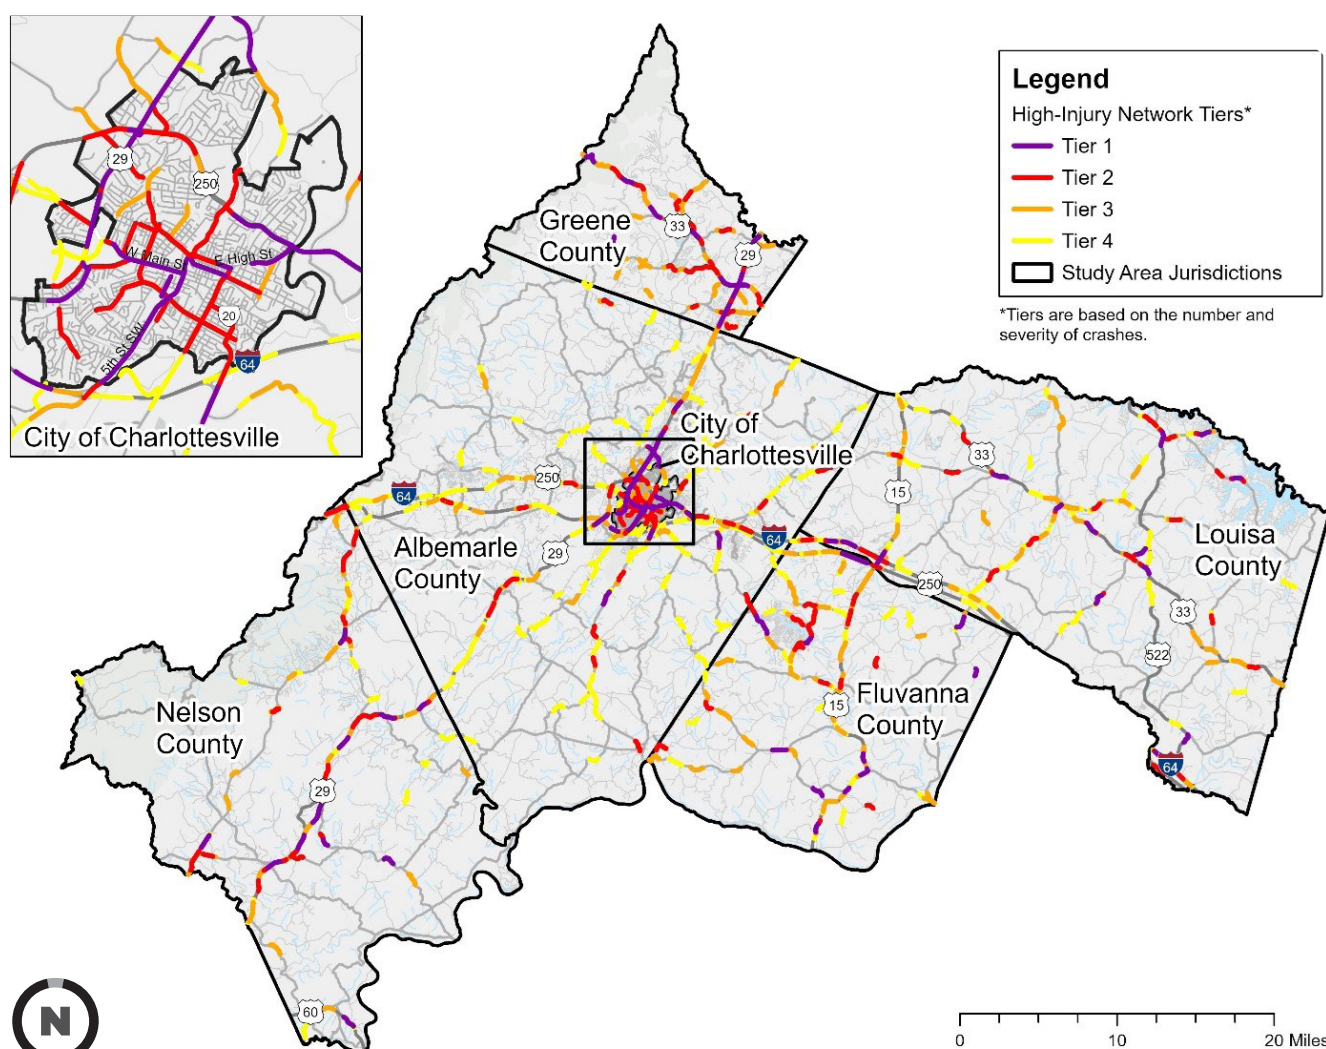 29
250
W Main St
E High St
20
5th St SW
64
City of Charlottesville
Legend
High-Injury Network Tiers*
Tier 1
Tier 2
Tier 3
Tier 4
Study Area Jurisdictions
*Tiers are based on the number and
severity of crashes.
Greene
County
33
29
City of
Charlottesville
250
64
Albemarle
County
29
64
33
15
Louisa
County
250
33
522
Nelson
County
15
Fluvanna
County
29
64
60
N
0
10
20 Miles